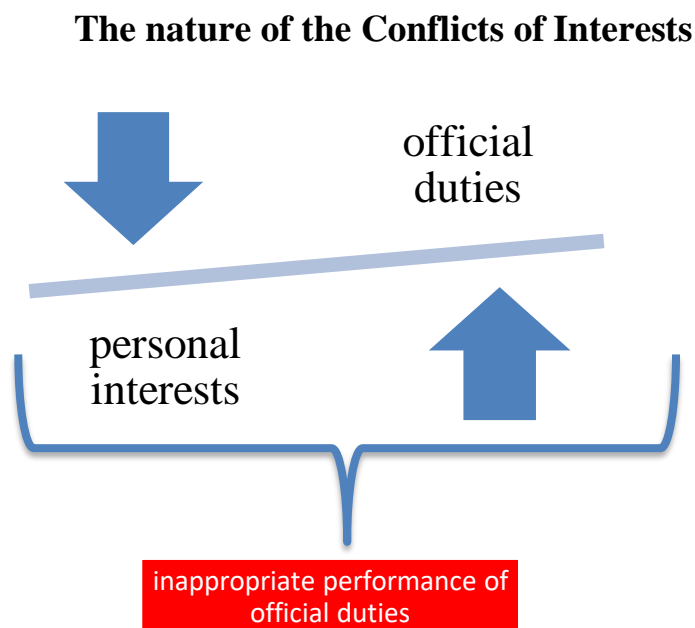 The nature of the Conflicts of Interests
official
duties
personal
interests
inappropriate performance of
official duties